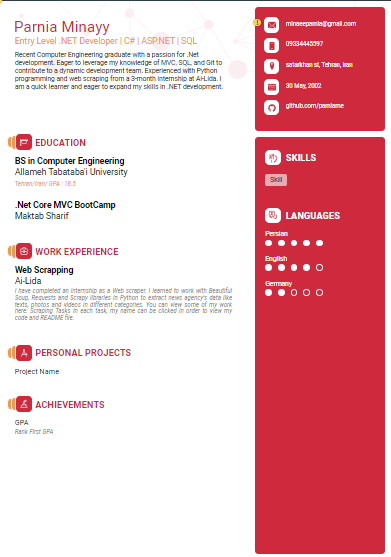 Parnia Minayy
Entry Level .NET Developer | C# | ASP.NET | SQL
Recent Computer Engineering graduate with a passion for .Net
development. Eager to leverage my knowledge of MVC, SQL, and Git to
contribute to a dynamic development team. Experienced with Python
programming and web scraping from a 3-month internship at Ai-Lida. I
am a quick learner and eager to expand my skills in .NET development.
minaeeparnia@gmail.com
09334445597
satarkhan st, Tehran, Iran
30 May, 2002
github.com/parniame
EDUCATION
BS in Computer Engineering
Allameh Tabataba'i University
Tehran/Iran/ GPA : 18.5
.Net Core MVC BootCamp
Maktab Sharif
WORK EXPERIENCE
Web Scrapping
Ai-Lida
I have completed an Internship as a Web scraper. I learned to work with Beautiful
Soup, Requests and Scrapy libraries in Python to extract news agency's data like
texts, photos and videos in different categories. You can view some of my work
here: Scraping Tasks In each task, my name can be clicked in order to view my
code and README file.
PERSONAL PROJECTS
Project Name
ACHIEVEMENTS
GPA
Rank First GPA
SKILLS
Skill
LANGUAGES
Persian
English
Germany